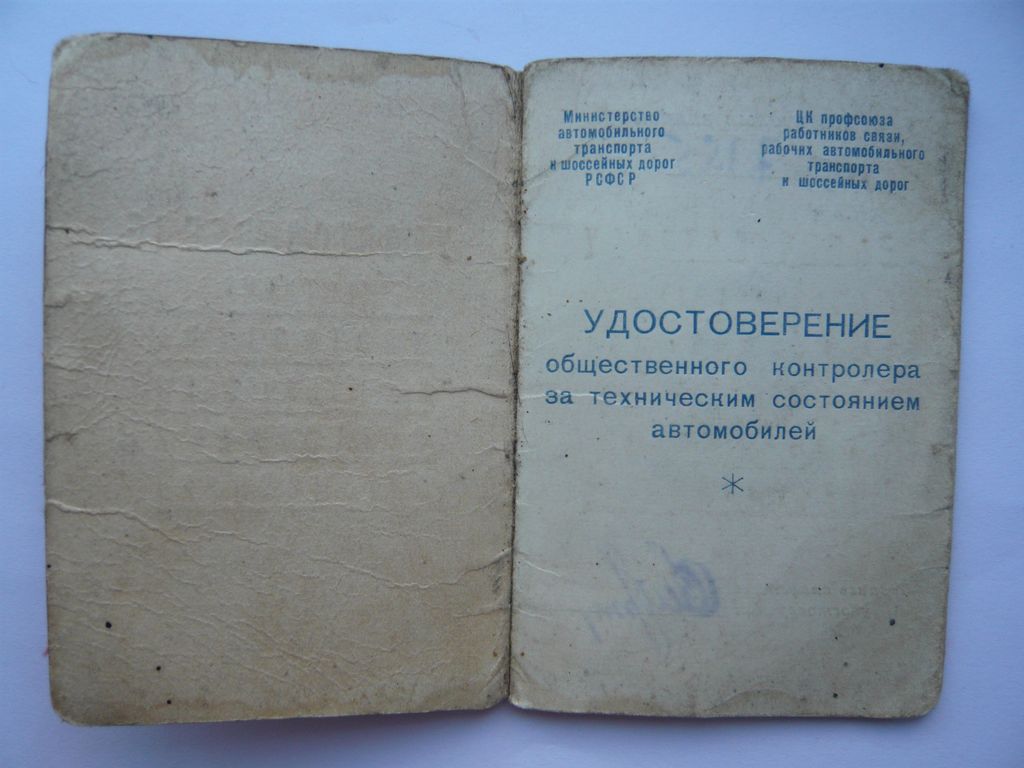 Министерство
автомобильного
транспорта
и шоссейных дорог
РСФСР
ЦК профсоюза
работников связи,
рабочих автомобильного
транспорта
и шоссейных дорог
УДОСТОВЕРЕНИЕ
общественного контролера
за техническим состоянием
автомобилей